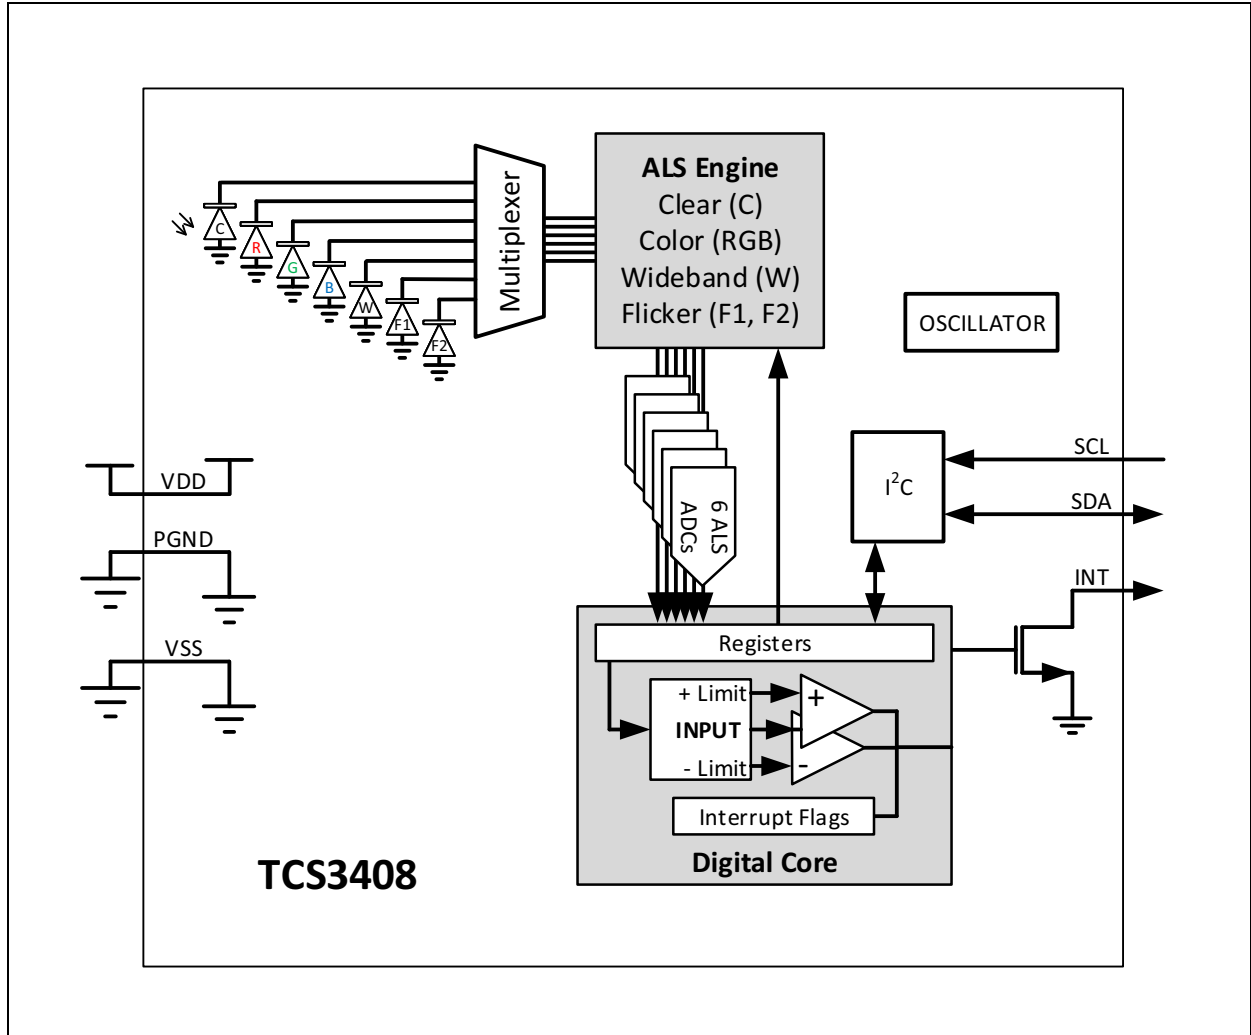 ALS Engine
Clear (C)
Color (RGB)
Wideband (W)
Flicker (F1, F2)
Multiplexer
C
R
G
B
W
F1
F2
OSCILLATOR
VDD
PGND
VSS
6 ALS
ADCs
I²C
SCL
SDA
INT
Registers
+ Limit
INPUT
- Limit
+
-
Interrupt Flags
Digital Core
TCS3408